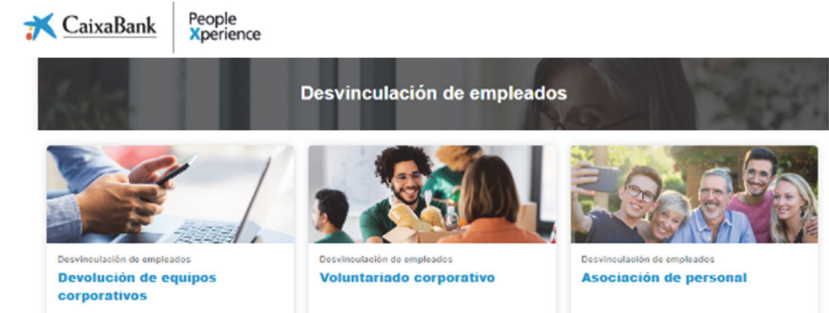 CaixaBank
People
Xperience
Desvinculación de empleados
Desvinculación de empleados
Devolución de equipos
corporativos
Desvinculación de empleados
Voluntariado corporativo
Desvinculación de empleados
Asociación de personal